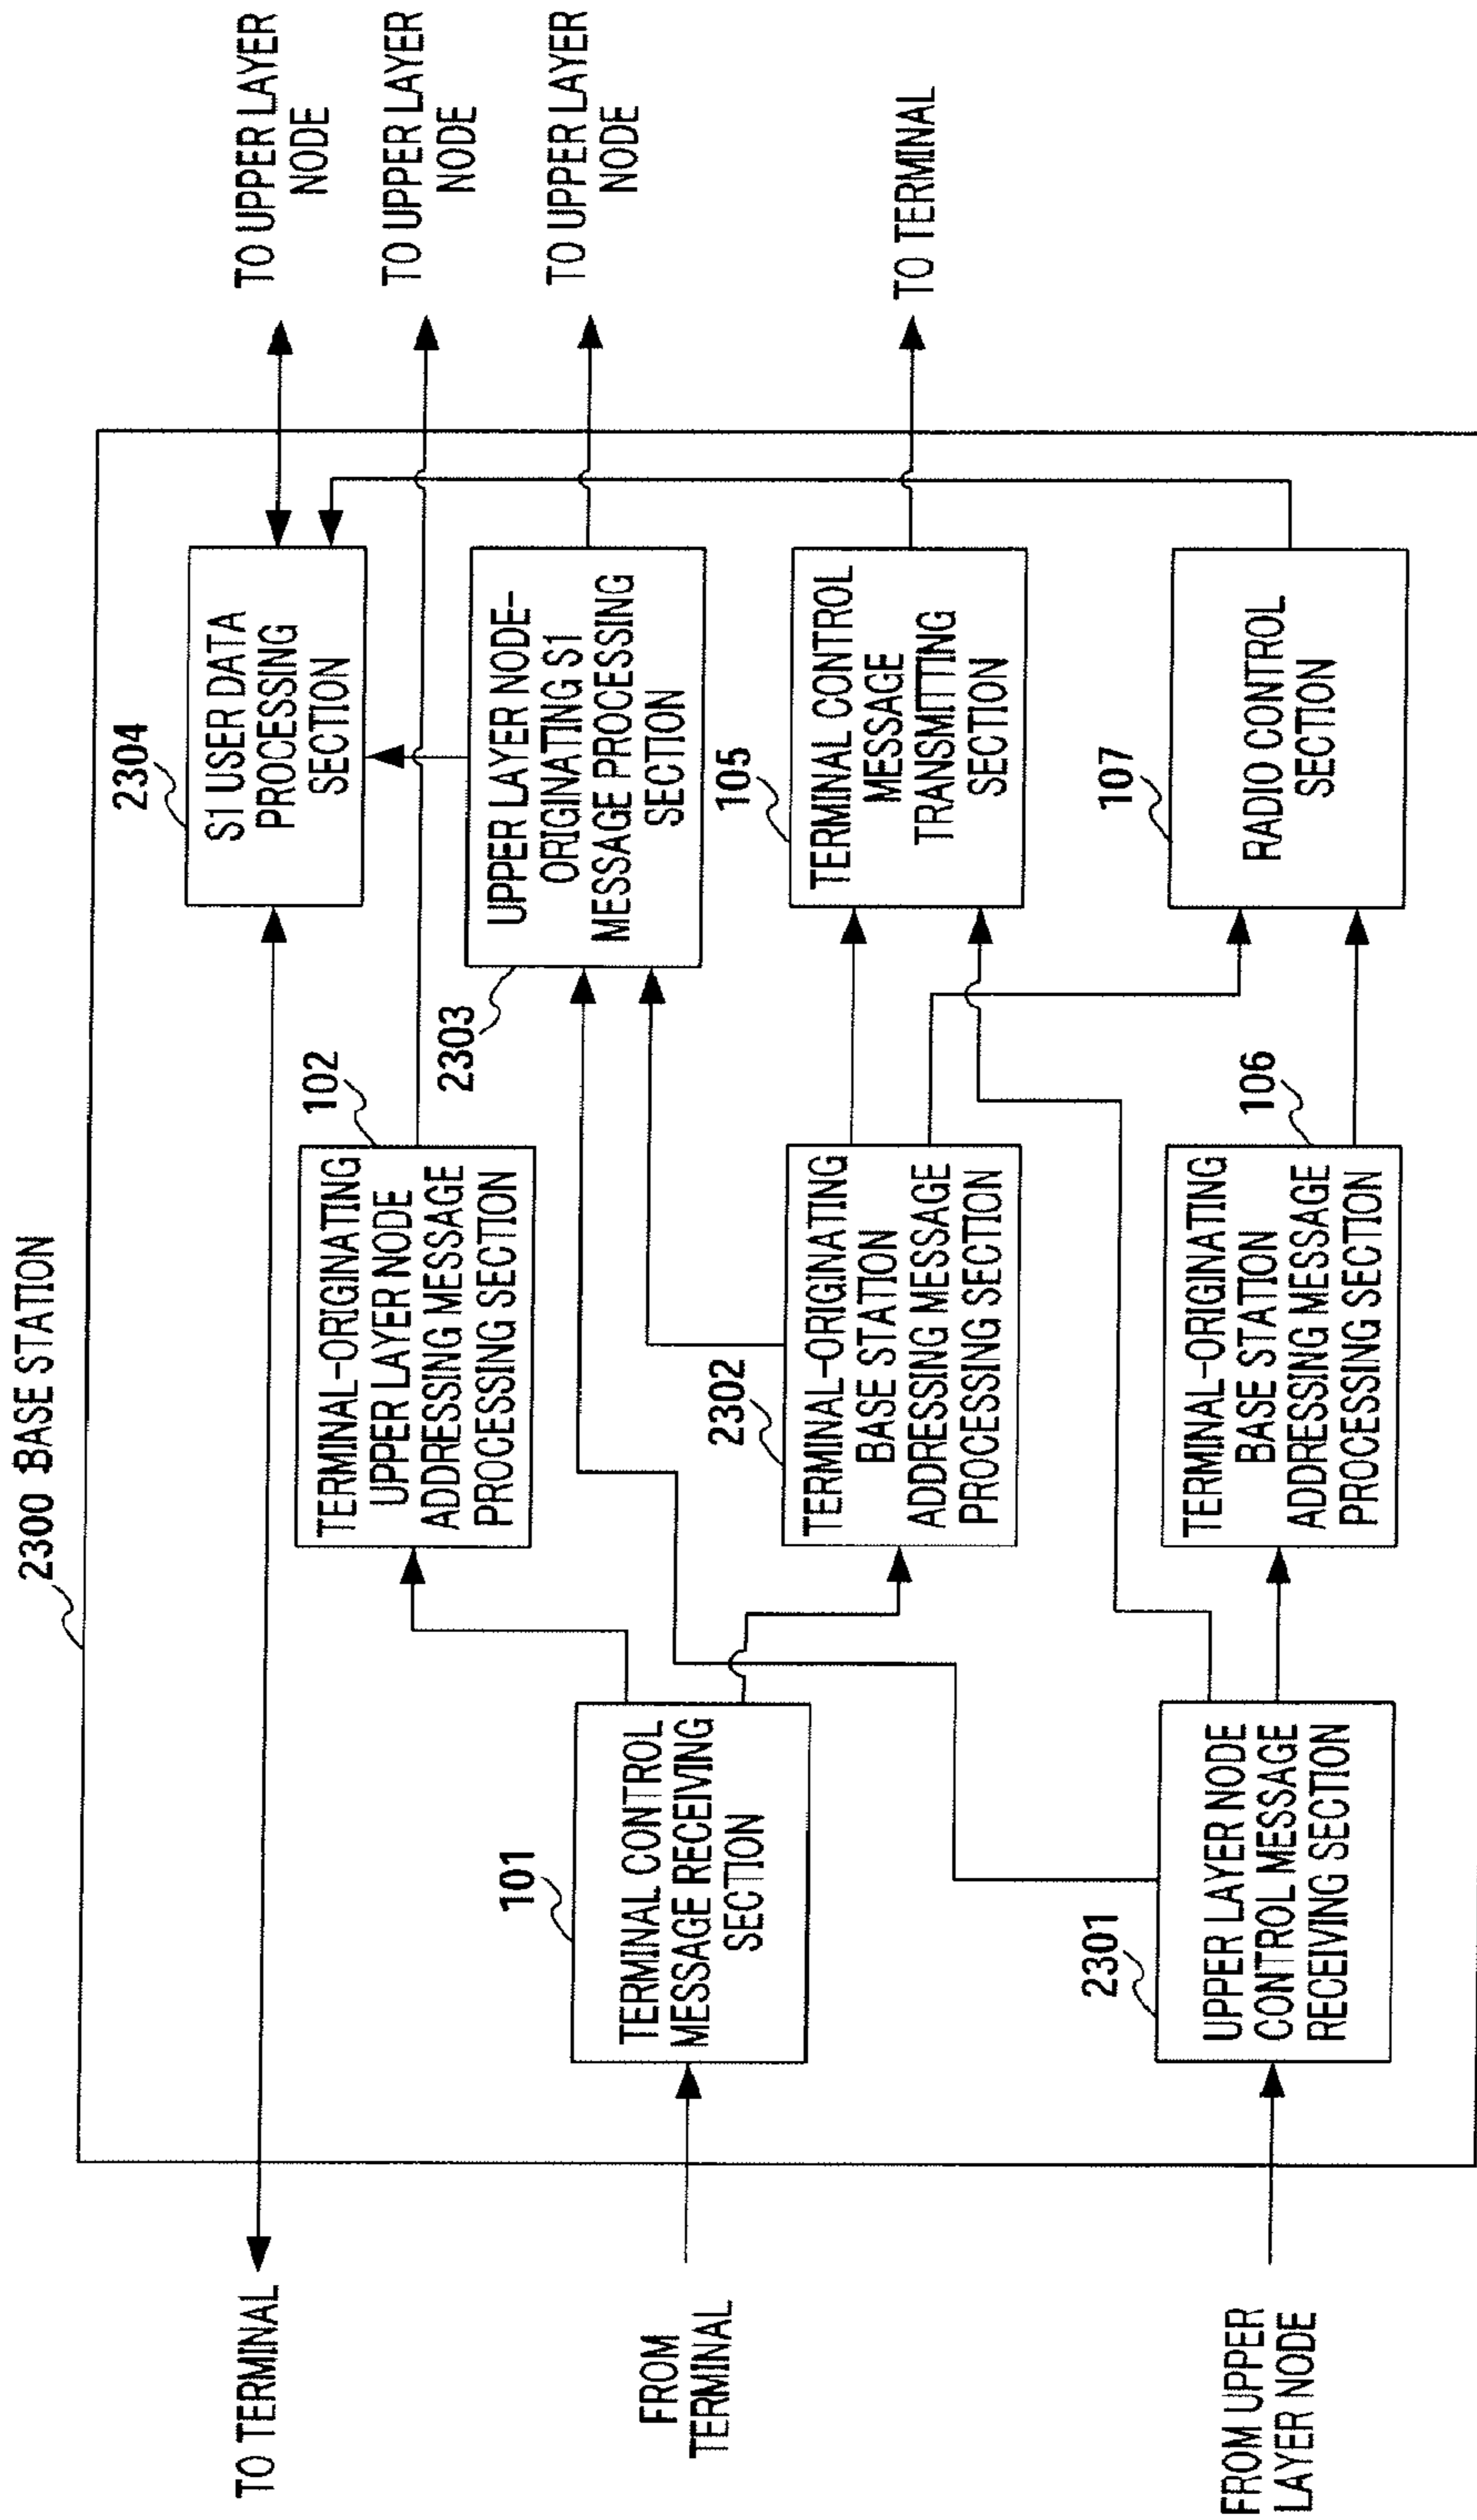 2300 BASE STATION
TO TERMINAL
FROM
TERMINAL
FROM UPPER
LAYER NODE
101
TERMINAL CONTROL
MESSAGE RECEIVING
SECTION
2301
UPPER LAYER NODE
CONTROL MESSAGE
RECEIVING SECTION
102
TERMINAL-ORIGINATING
UPPER LAYER NODE
ADDRESSING MESSAGE
PROCESSING SECTION
2302
TERMINAL-ORIGINATING
BASE STATION
ADDRESSING MESSAGE
PROCESSING SECTION
106
TERMINAL-ORIGINATING
BASE STATION
ADDRESSING MESSAGE
PROCESSING SECTION
2304
S1 USER DATA
PROCESSING
SECTION
2303
UPPER LAYER NODE-
ORIGINATING S1
MESSAGE PROCESSING
SECTION
105
TERMINAL CONTROL
MESSAGE
TRANSMITTING
SECTION
107
RADIO CONTROL
SECTION
TO UPPER LAYER
NODE
TO UPPER LAYER
NODE
TO UPPER LAYER
NODE
TO TERMINAL